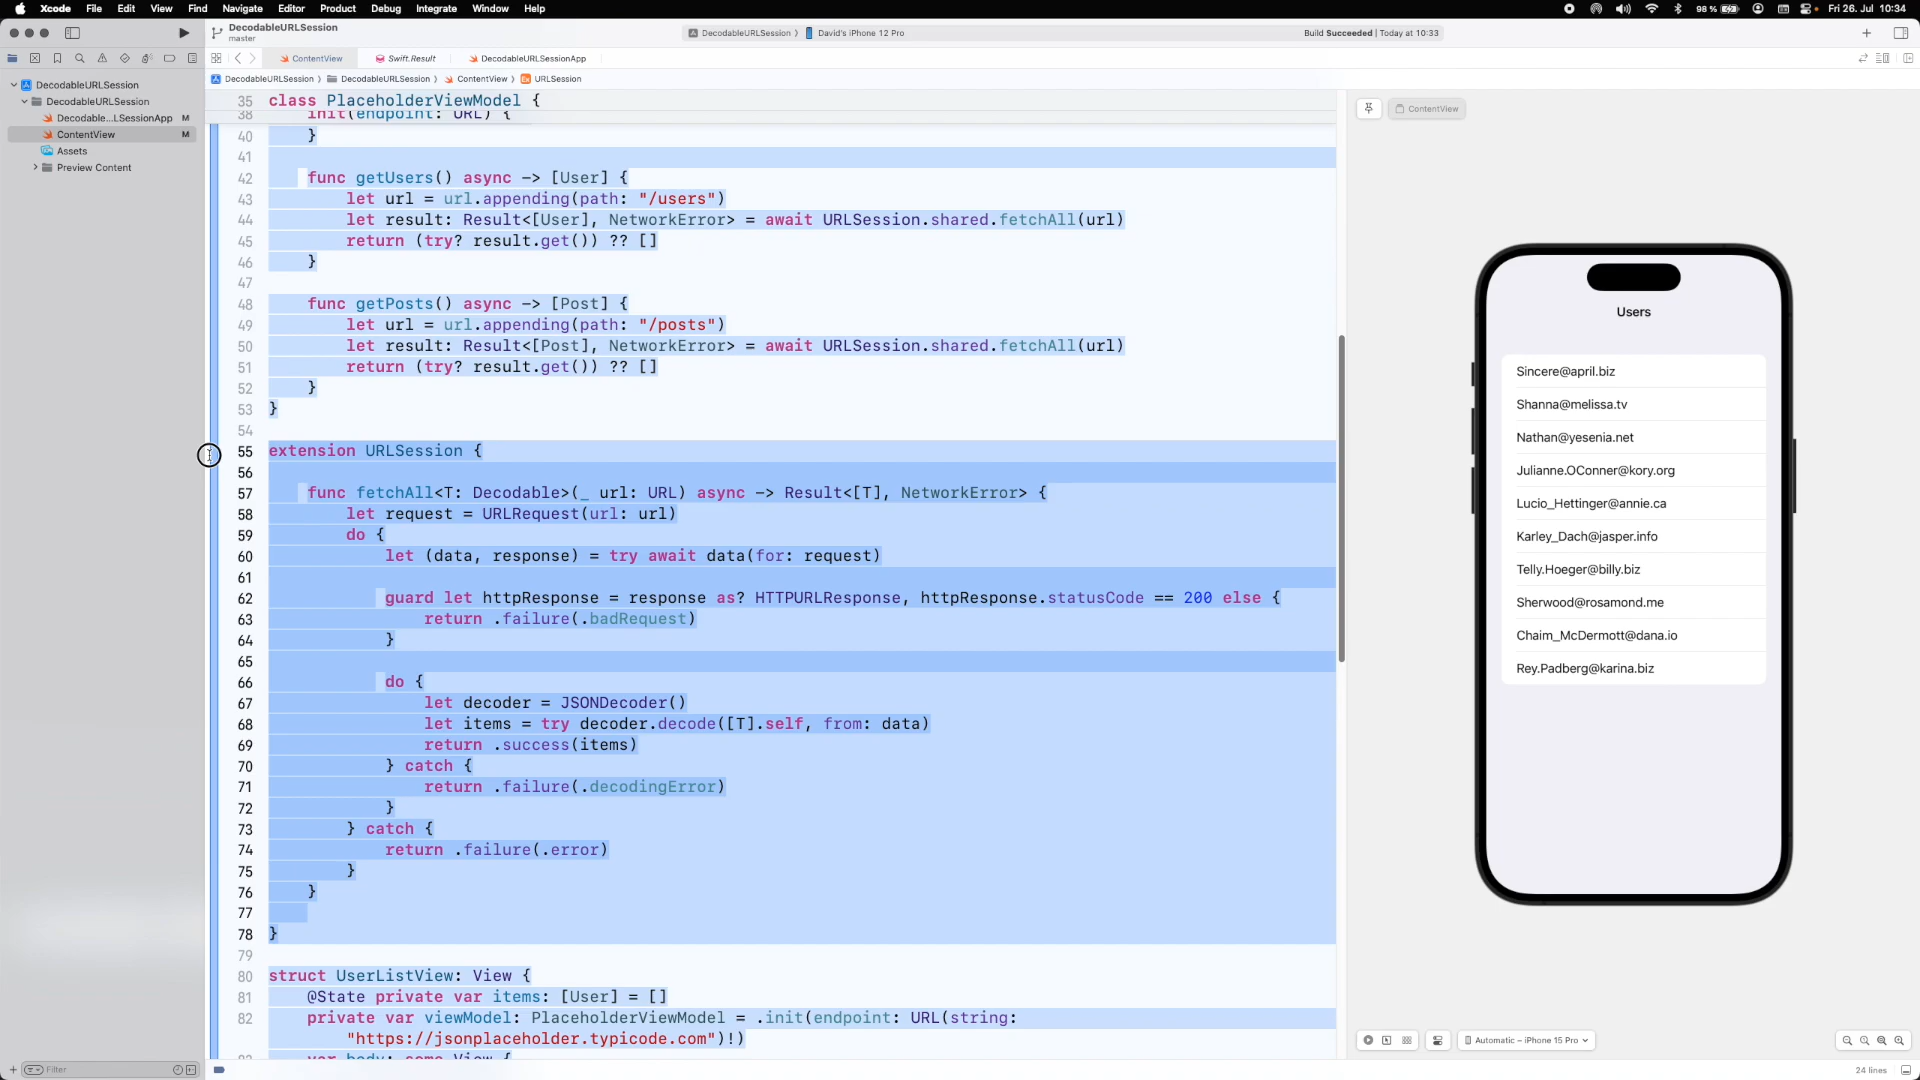 Xcode File Edit View Find Navigate Editor Product Debug Integrate Window Help
98 % Fri 26. Jul 10:34
DecodableURLSession
master
DecodableURLSession David's iPhone 12 Pro
Build Succeeded | Today at 10:33
ContentView Swift.Result DecodableURLSessionApp
DecodableURLSession DecodableURLSession ContentView Ex URLSession
DecodableURLSession
DecodableURLSession
Decodable...LSessionApp M
ContentView M
Assets
Preview Content
35 class PlaceholderViewModel {
38 init(endpoint: URL) {
40 }
41
42 func getUsers() async -> [User] {
43 let url = url.appending(path: "/users")
44 let result: Result<[User], NetworkError> = await URLSession.shared.fetchAll(url)
45 return (try? result.get()) ?? []
46 }
47
48 func getPosts() async -> [Post] {
49 let url = url.appending(path: "/posts")
50 let result: Result<[Post], NetworkError> = await URLSession.shared.fetchAll(url)
51 return (try? result.get()) ?? []
52 }
53 }
54
55 extension URLSession {
56
57 func fetchAll<T: Decodable>(_ url: URL) async -> Result<[T], NetworkError> {
58 let request = URLRequest(url: url)
59 do {
60 let (data, response) = try await data(for: request)
61
62 guard let httpResponse = response as? HTTPURLResponse, httpResponse.statusCode == 200 else {
63 return .failure(.badRequest)
64 }
65
66 do {
67 let decoder = JSONDecoder()
68 let items = try decoder.decode([T].self, from: data)
69 return .success(items)
70 } catch {
71 return .failure(.decodingError)
72 }
73 } catch {
74 return .failure(.error)
75 }
76 }
77
78 }
79
80 struct UserListView: View {
81 @State private var items: [User] = []
82 private var viewModel: PlaceholderViewModel = .init(endpoint: URL(string:
"https://jsonplaceholder.typicode.com")!)
var body: some View {
ContentView
Users
Sincere@april.biz
Shanna@melissa.tv
Nathan@yesenia.net
Julianne.OConner@kory.org
Lucio_Hettinger@annie.ca
Karley_Dach@jasper.info
Telly.Hoeger@billy.biz
Sherwood@rosamond.me
Chaim_McDermott@dana.io
Rey.Padberg@karina.biz
Automatic – iPhone 15 Pro
Filter
24 lines